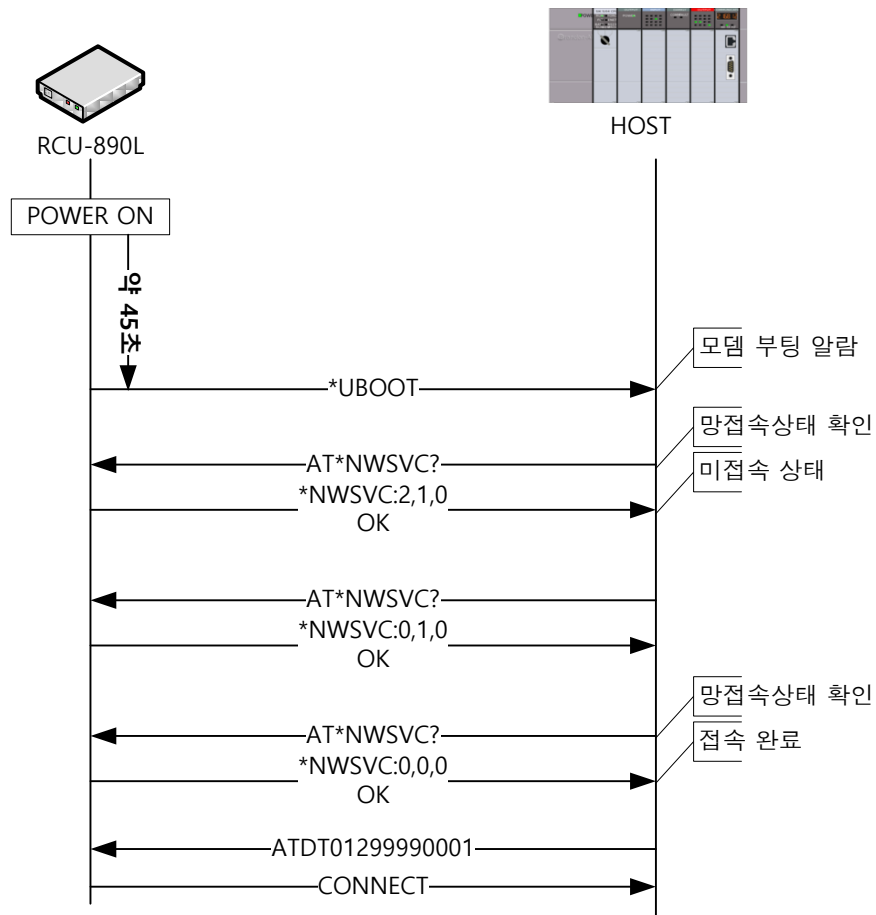 RCU-890L
HOST
POWER ON
약 45초
모뎀 부팅 알람
*UBOOT
망접속상태 확인
AT*NWSVC?
미접속 상태
*NWSVC:2,1,0
OK
AT*NWSVC?
*NWSVC:0,1,0
OK
망접속상태 확인
AT*NWSVC?
접속 완료
*NWSVC:0,0,0
OK
ATDT01299990001
CONNECT